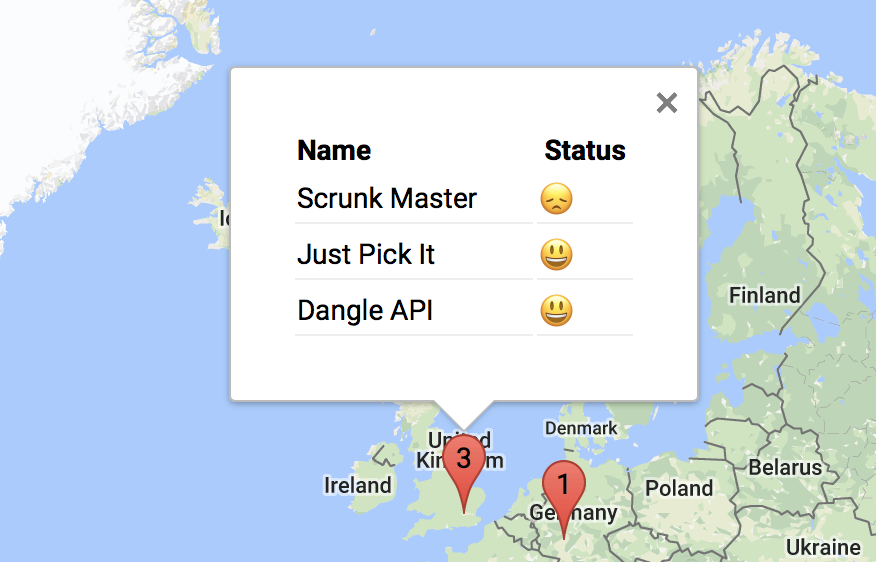 ×
Name Status
Scrunk Master 😞
Just Pick It 😃
Dangle API 😃
Finland
Denmark
United
Kingdom
3
Ireland
Belarus
Poland
1
Germany
Ukraine